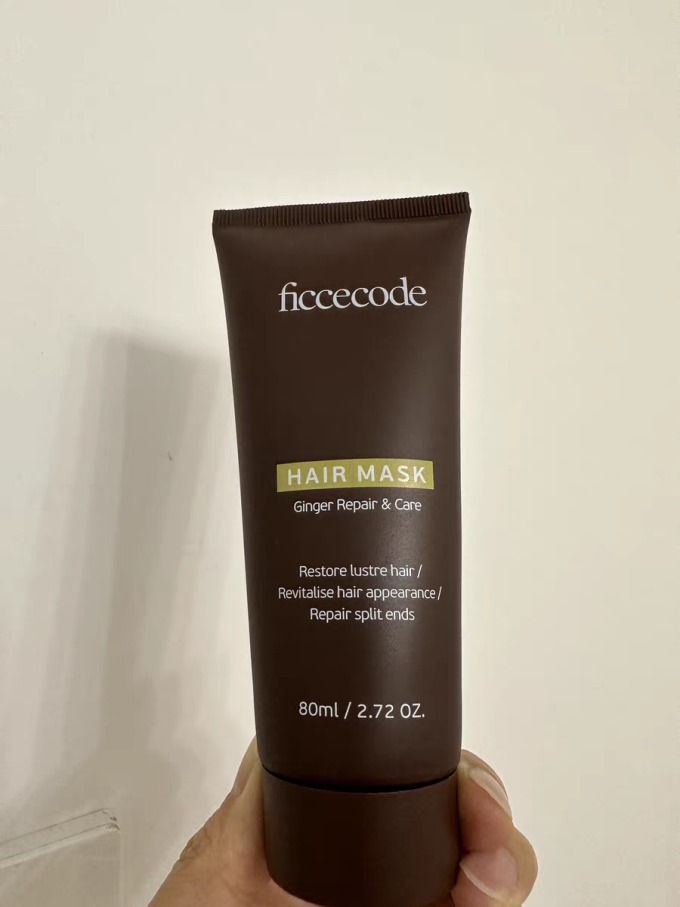 ficcecode
HAIR MASK
Ginger Repair & Care
Restore lustre hair /
Revitalise hair appearance /
Repair split ends
80ml / 2.72 OZ.